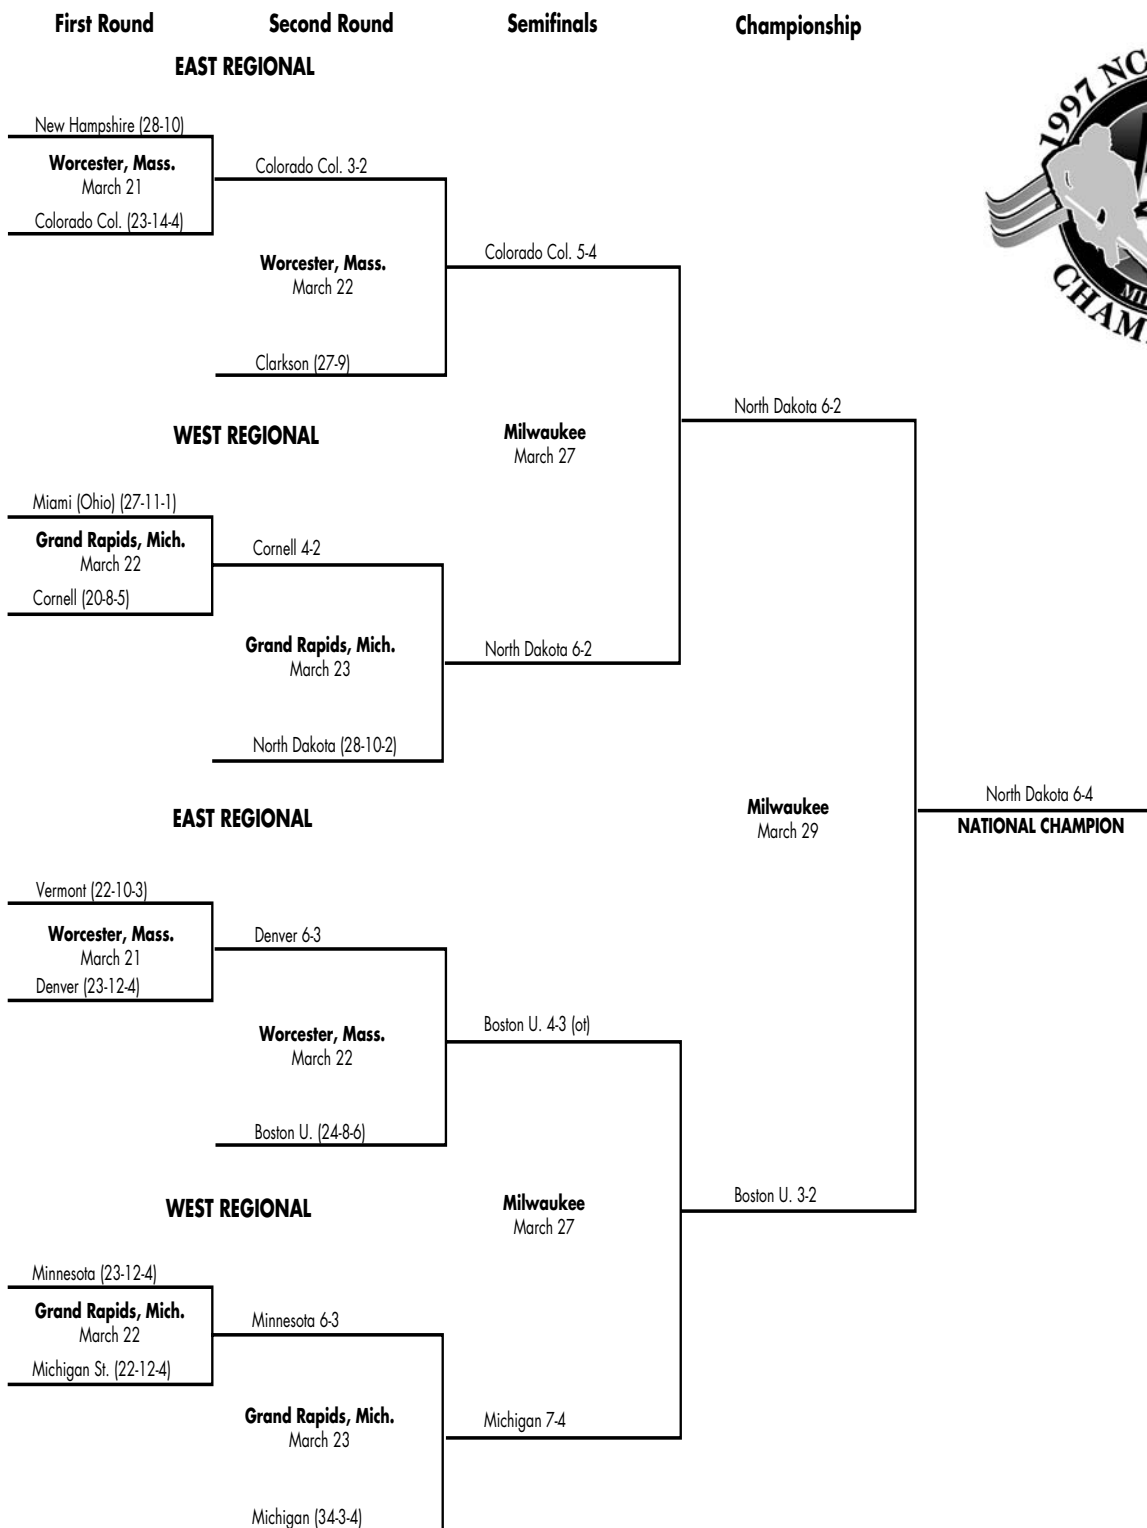 First Round Second Round Semifinals Championship
EAST REGIONAL
1997 NC
CHAM
New Hampshire (28-10)
Worcester, Mass.
March 21
Colorado Col. (23-14-4)
Colorado Col. 3-2
Worcester, Mass.
March 22
Clarkson (27-9)
Colorado Col. 5-4
WEST REGIONAL
Miami (Ohio) (27-11-1)
Grand Rapids, Mich.
March 22
Cornell (20-8-5)
Cornell 4-2
Grand Rapids, Mich.
March 23
North Dakota (28-10-2)
North Dakota 6-2
Milwaukee
March 27
North Dakota 6-2
EAST REGIONAL
Vermont (22-10-3)
Worcester, Mass.
March 21
Denver (23-12-4)
Denver 6-3
Worcester, Mass.
March 22
Boston U. (24-8-6)
Boston U. 4-3 (ot)
WEST REGIONAL
Minnesota (23-12-4)
Grand Rapids, Mich.
March 22
Michigan St. (22-12-4)
Minnesota 6-3
Grand Rapids, Mich.
March 23
Michigan (34-3-4)
Michigan 7-4
Milwaukee
March 27
Boston U. 3-2
Milwaukee
March 29
North Dakota 6-4
NATIONAL CHAMPION